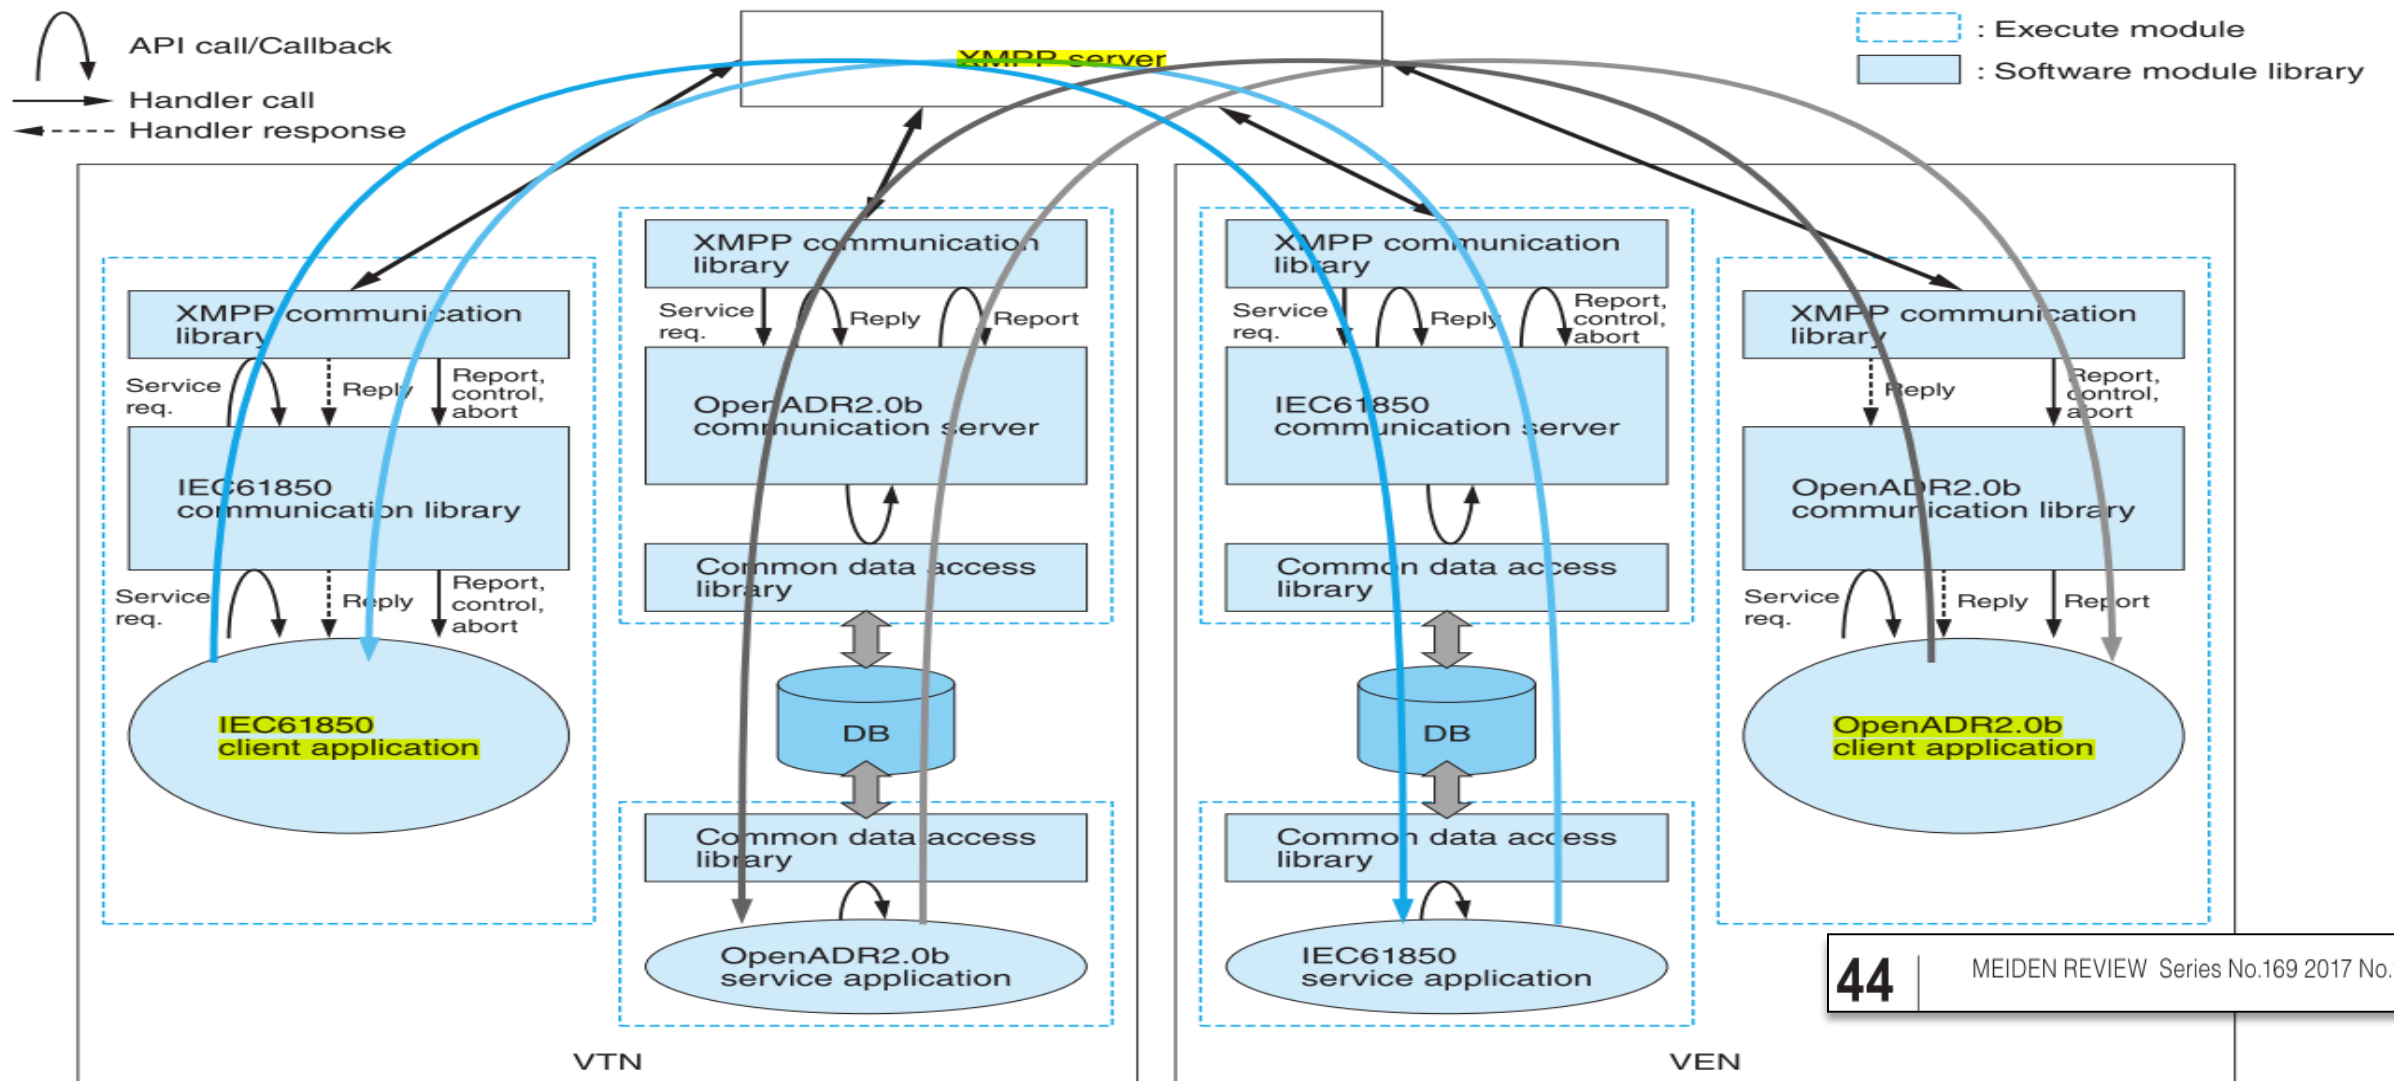 API call/Callback
Handler call
Handler response
XMPP server
: Execute module
: Software module library
XMPP communication
library
Service
req.
Reply
Report,
control,
abort
IEC61850
communication library
Service
req.
Reply
Report,
control,
abort
IEC61850
client application
XMPP communication
library
Service
req.
Reply
Report
OpenADR2.0b
communication server
Common data access
library
DB
Common data access
library
OpenADR2.0b
service application
VTN
XMPP communication
library
Service
req.
Reply
Report,
control,
abort
IEC61850
communication server
Common data access
library
DB
Common data access
library
IEC61850
service application
XMPP communication
library
Reply
Report,
control,
abort
OpenADR2.0b
communication library
Service
req.
Reply
Report
OpenADR2.0b
client application
VEN
44 MEIDEN REVIEW Series No.169 2017 No.